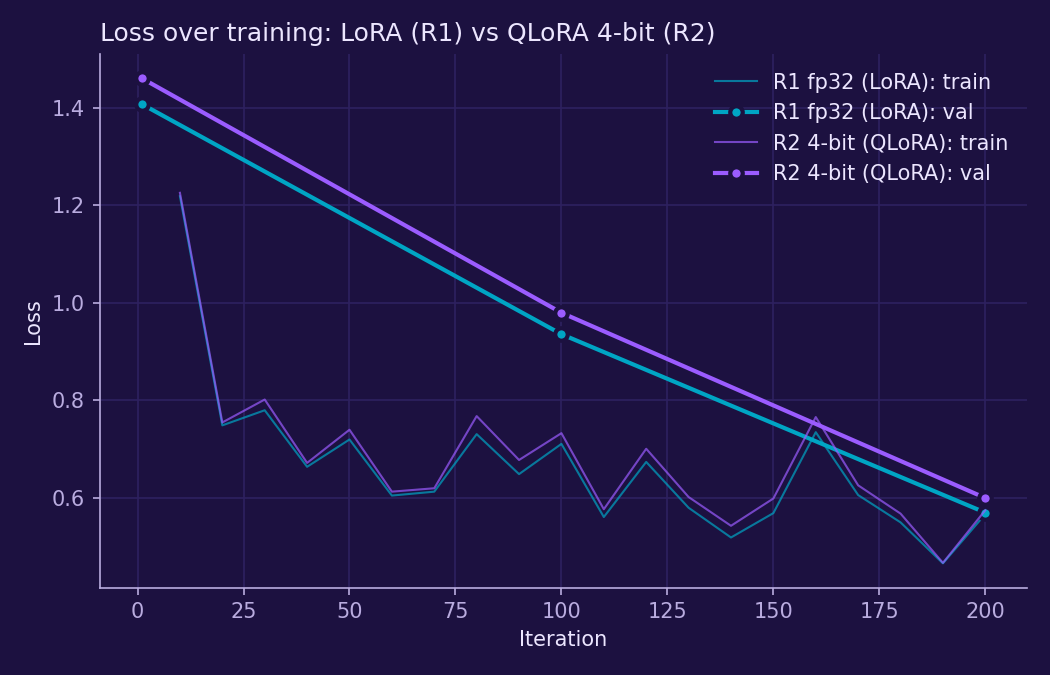 Loss over training: LoRA (R1) vs QLoRA 4-bit (R2)
R1 fp32 (LoRA): train
R1 fp32 (LoRA): val
R2 4-bit (QLoRA): train
R2 4-bit (QLoRA): val
1.4
1.2
1.0
0.8
0.6
Loss
0 25 50 75 100 125 150 175 200
Iteration